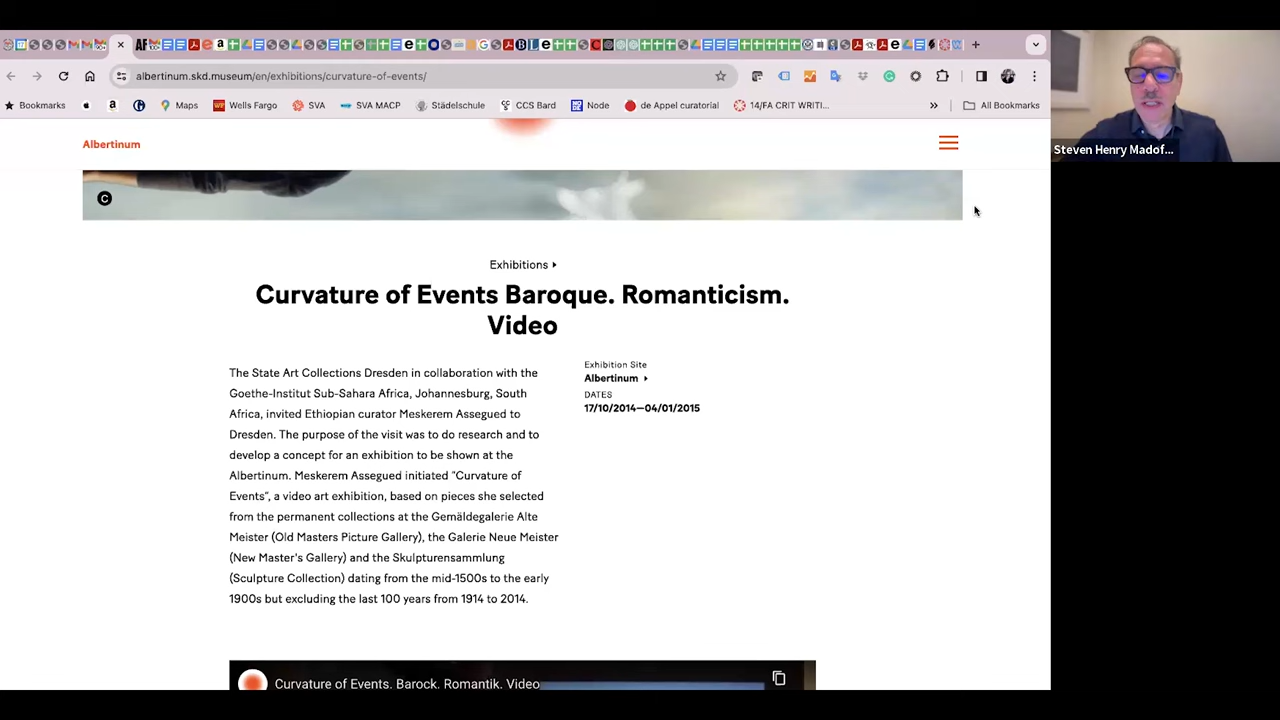 albertinum.skd.museum/en/exhibitions/curvature-of-events/
Bookmarks
Maps
Wells Fargo
SVA
SVA MACP
Städelschule
CCS Bard
Node
de Appel curatorial
14/FA CRIT WRITI...
»
All Bookmarks
Steven Henry Madof...
Albertinum
C
Exhibitions
Curvature of Events Baroque. Romanticism.
Video
The State Art Collections Dresden in collaboration with the
Goethe-Institut Sub-Sahara Africa, Johannesburg, South
Africa, invited Ethiopian curator Meskerem Assegued to
Dresden. The purpose of the visit was to do research and to
develop a concept for an exhibition to be shown at the
Albertinum. Meskerem Assegued initiated "Curvature of
Events", a video art exhibition, based on pieces she selected
from the permanent collections at the Gemäldegalerie Alte
Meister (Old Masters Picture Gallery), the Galerie Neue Meister
(New Master's Gallery) and the Skulpturensammlung
(Sculpture Collection) dating from the mid-1500s to the early
1900s but excluding the last 100 years from 1914 to 2014.
Exhibition Site
Albertinum
DATES
17/10/2014—04/01/2015
Curvature of Events. Barock. Romantik. Video